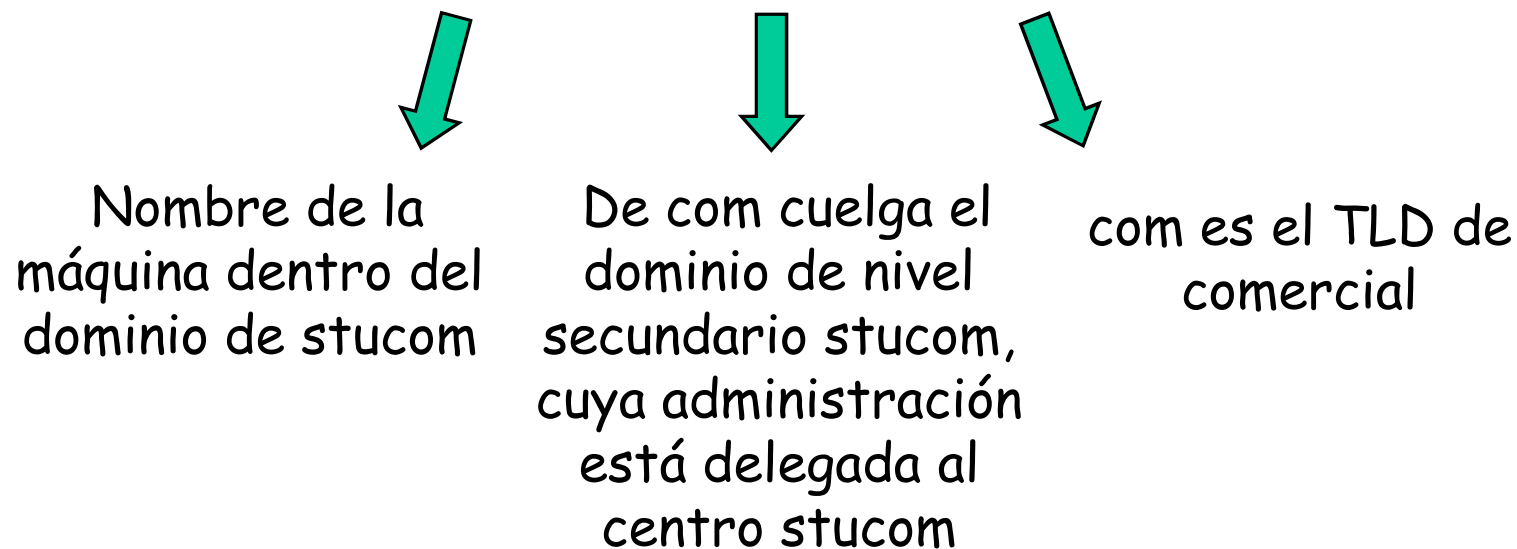 Nombre de la
máquina dentro del
dominio de stucom
De com cuelga el
dominio de nivel
secundario stucom,
cuya administración
está delegada al
centro stucom
com es el TLD de
comercial